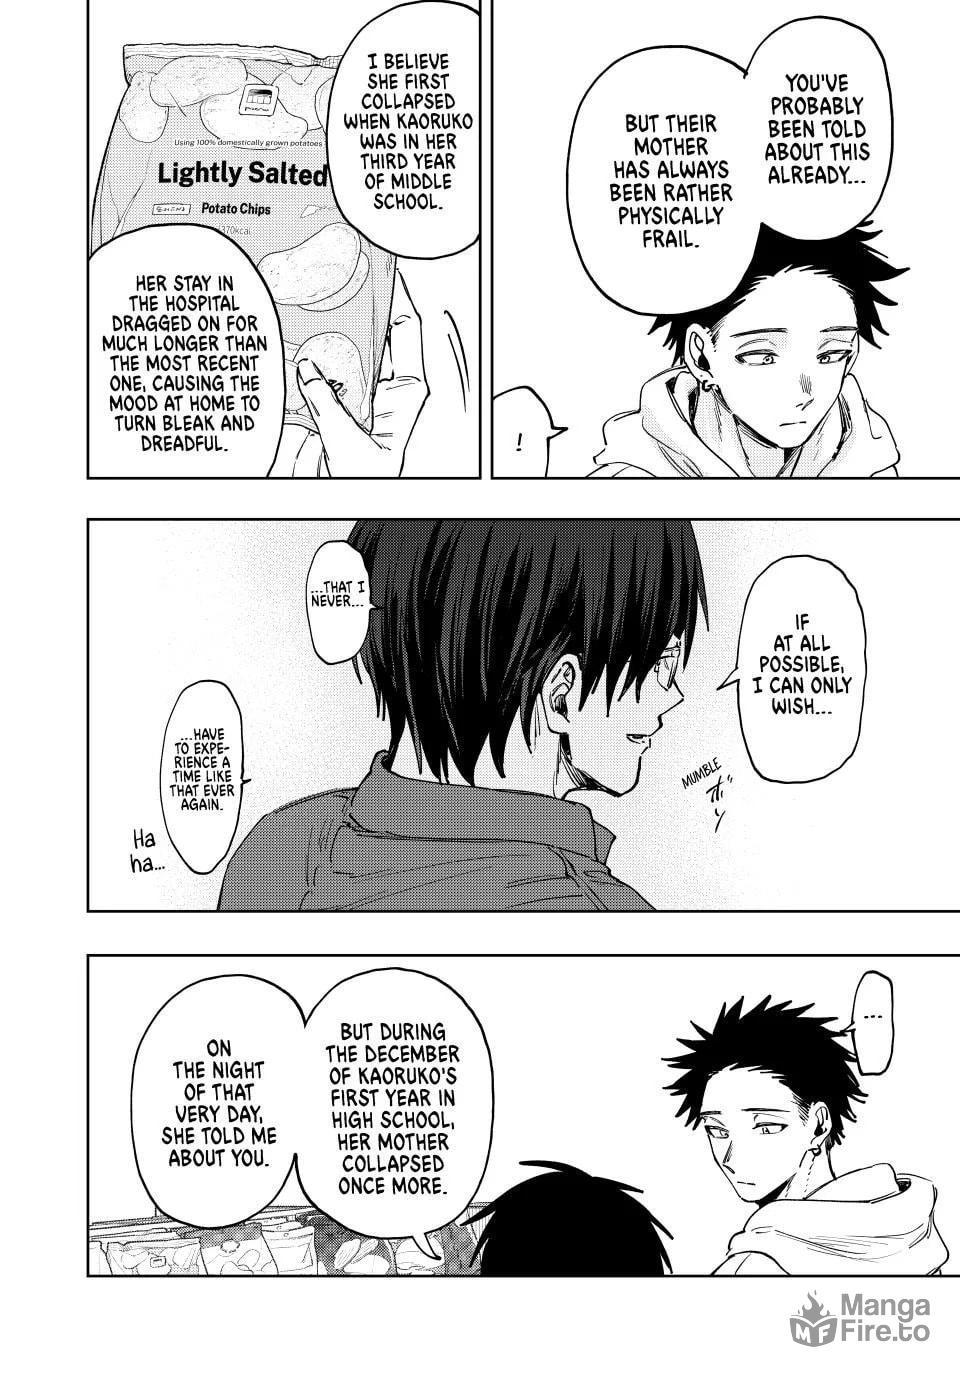 YOU'VE
PROBABLY
BEEN TOLD
ABOUT THIS
ALREADY...
BUT THEIR
MOTHER
HAS ALWAYS
BEEN RATHER
PHYSICALLY
FRAIL.
!
I BELIEVE
SHE FIRST
COLLAPSED
WHEN KAORUKO
WAS IN HER
THIRD YEAR
OF MIDDLE
SCHOOL.
Using 100% domestically grown potatoes
Lightly Salted
Potato Chips
370kcal
HER STAY IN
THE HOSPITAL
DRAGGED ON FOR
MUCH LONGER THAN
THE MOST RECENT
ONE, CAUSING THE
MOOD AT HOME TO
TURN BLEAK AND
DREADFUL.
IF
AT ALL
POSSIBLE,
I CAN ONLY
WISH...
MUMBLE
ボソ
...THAT I
NEVER...
...HAVE
TO EXPE-
RIENCE A
TIME LIKE
THAT EVER
AGAIN.
Ha
ha...
...
BUT DURING
THE DECEMBER
OF KAORUKO'S
FIRST YEAR IN
HIGH SCHOOL,
HER MOTHER
COLLAPSED
ONCE MORE.
ON
THE NIGHT
OF THAT
VERY DAY,
SHE TOLD ME
ABOUT YOU.
MF
Manga
Fire.to